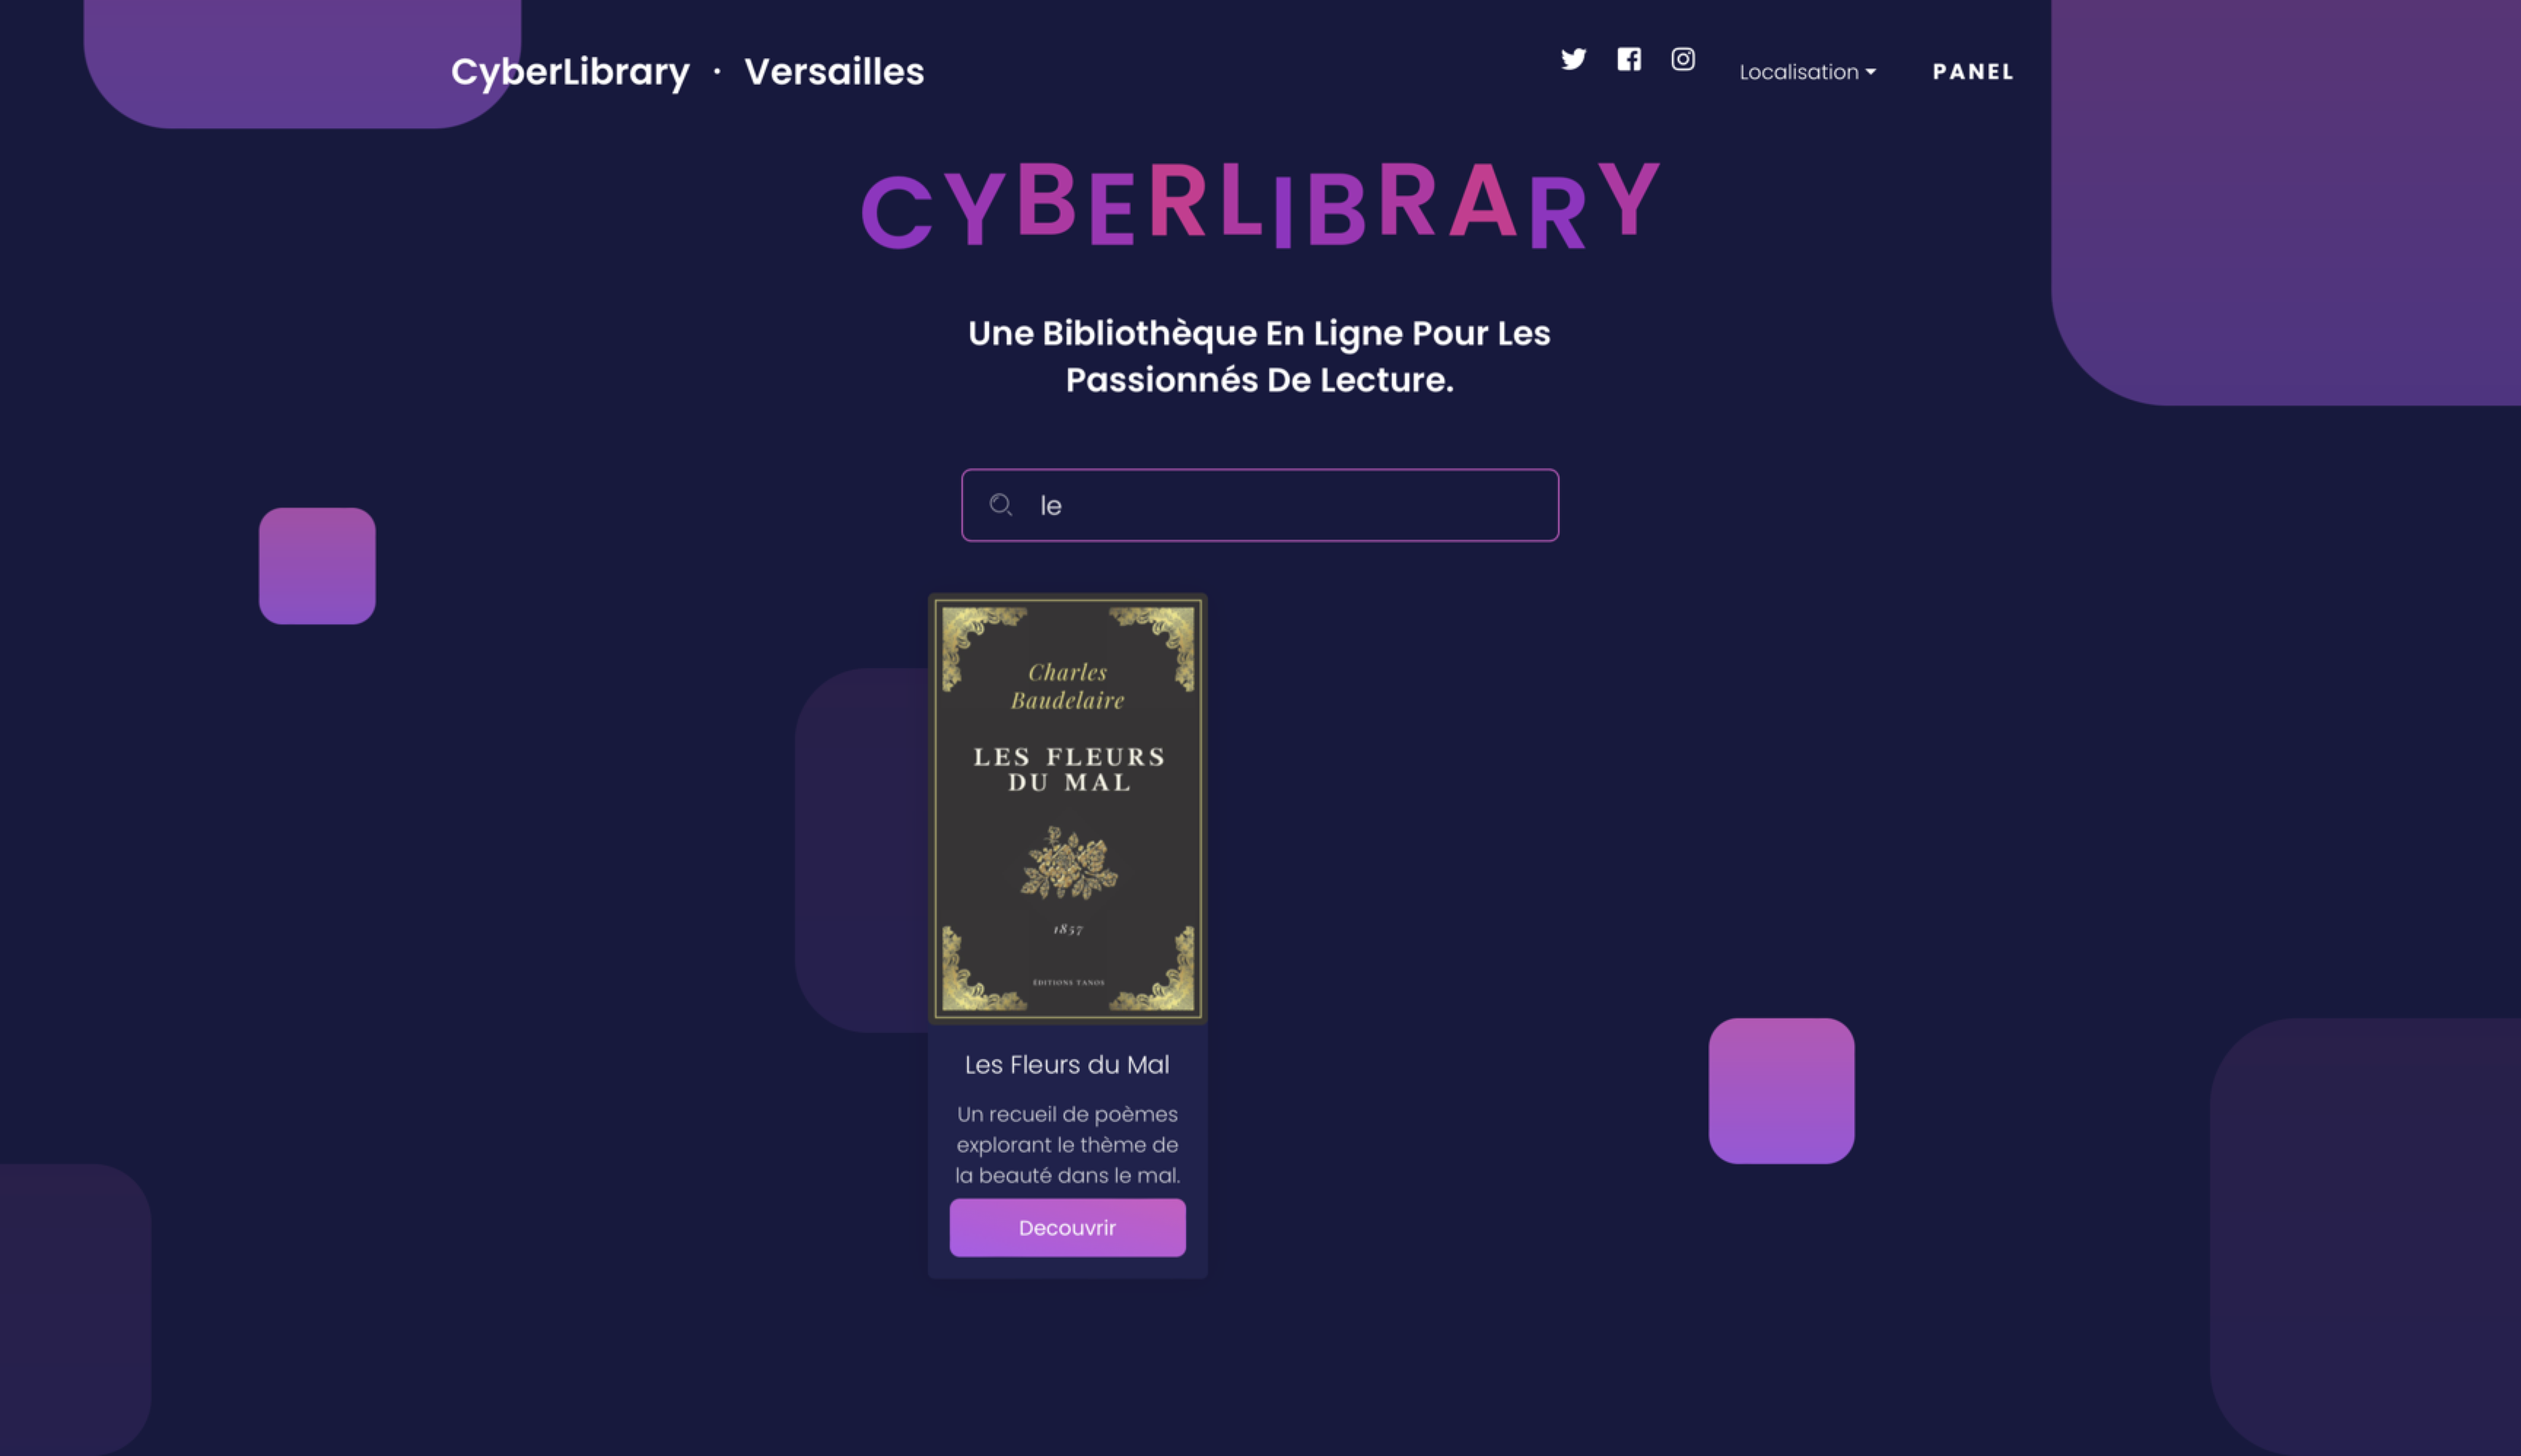 CyberLibrary · Versailles
Localisation
PANEL
CYBERLIBRARY
Une Bibliothèque En Ligne Pour Les
Passionnés De Lecture.
le
Charles
Baudelaire
LES FLEURS
DU MAL
1857
ÉDITIONS TANOS
Les Fleurs du Mal
Un recueil de poèmes
explorant le thème de
la beauté dans le mal.
Decouvrir